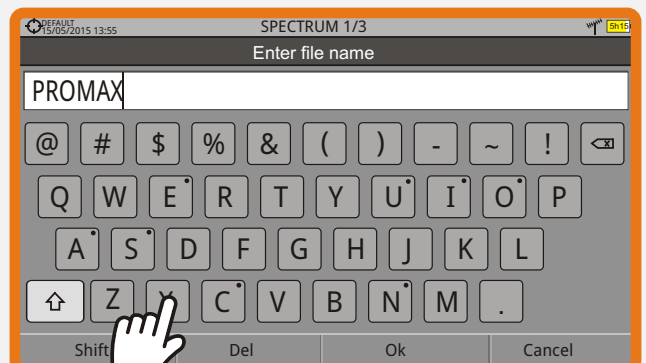 DEFAULT
15/05/2015 13:55 SPECTRUM 1/3 5h15
Enter file name
PROMAX
@ # $ % & ( ) - ~ !
Q W E R T Y U I O P
A S D F G H J K L
Z X C V B N M .
Shift Del Ok Cancel